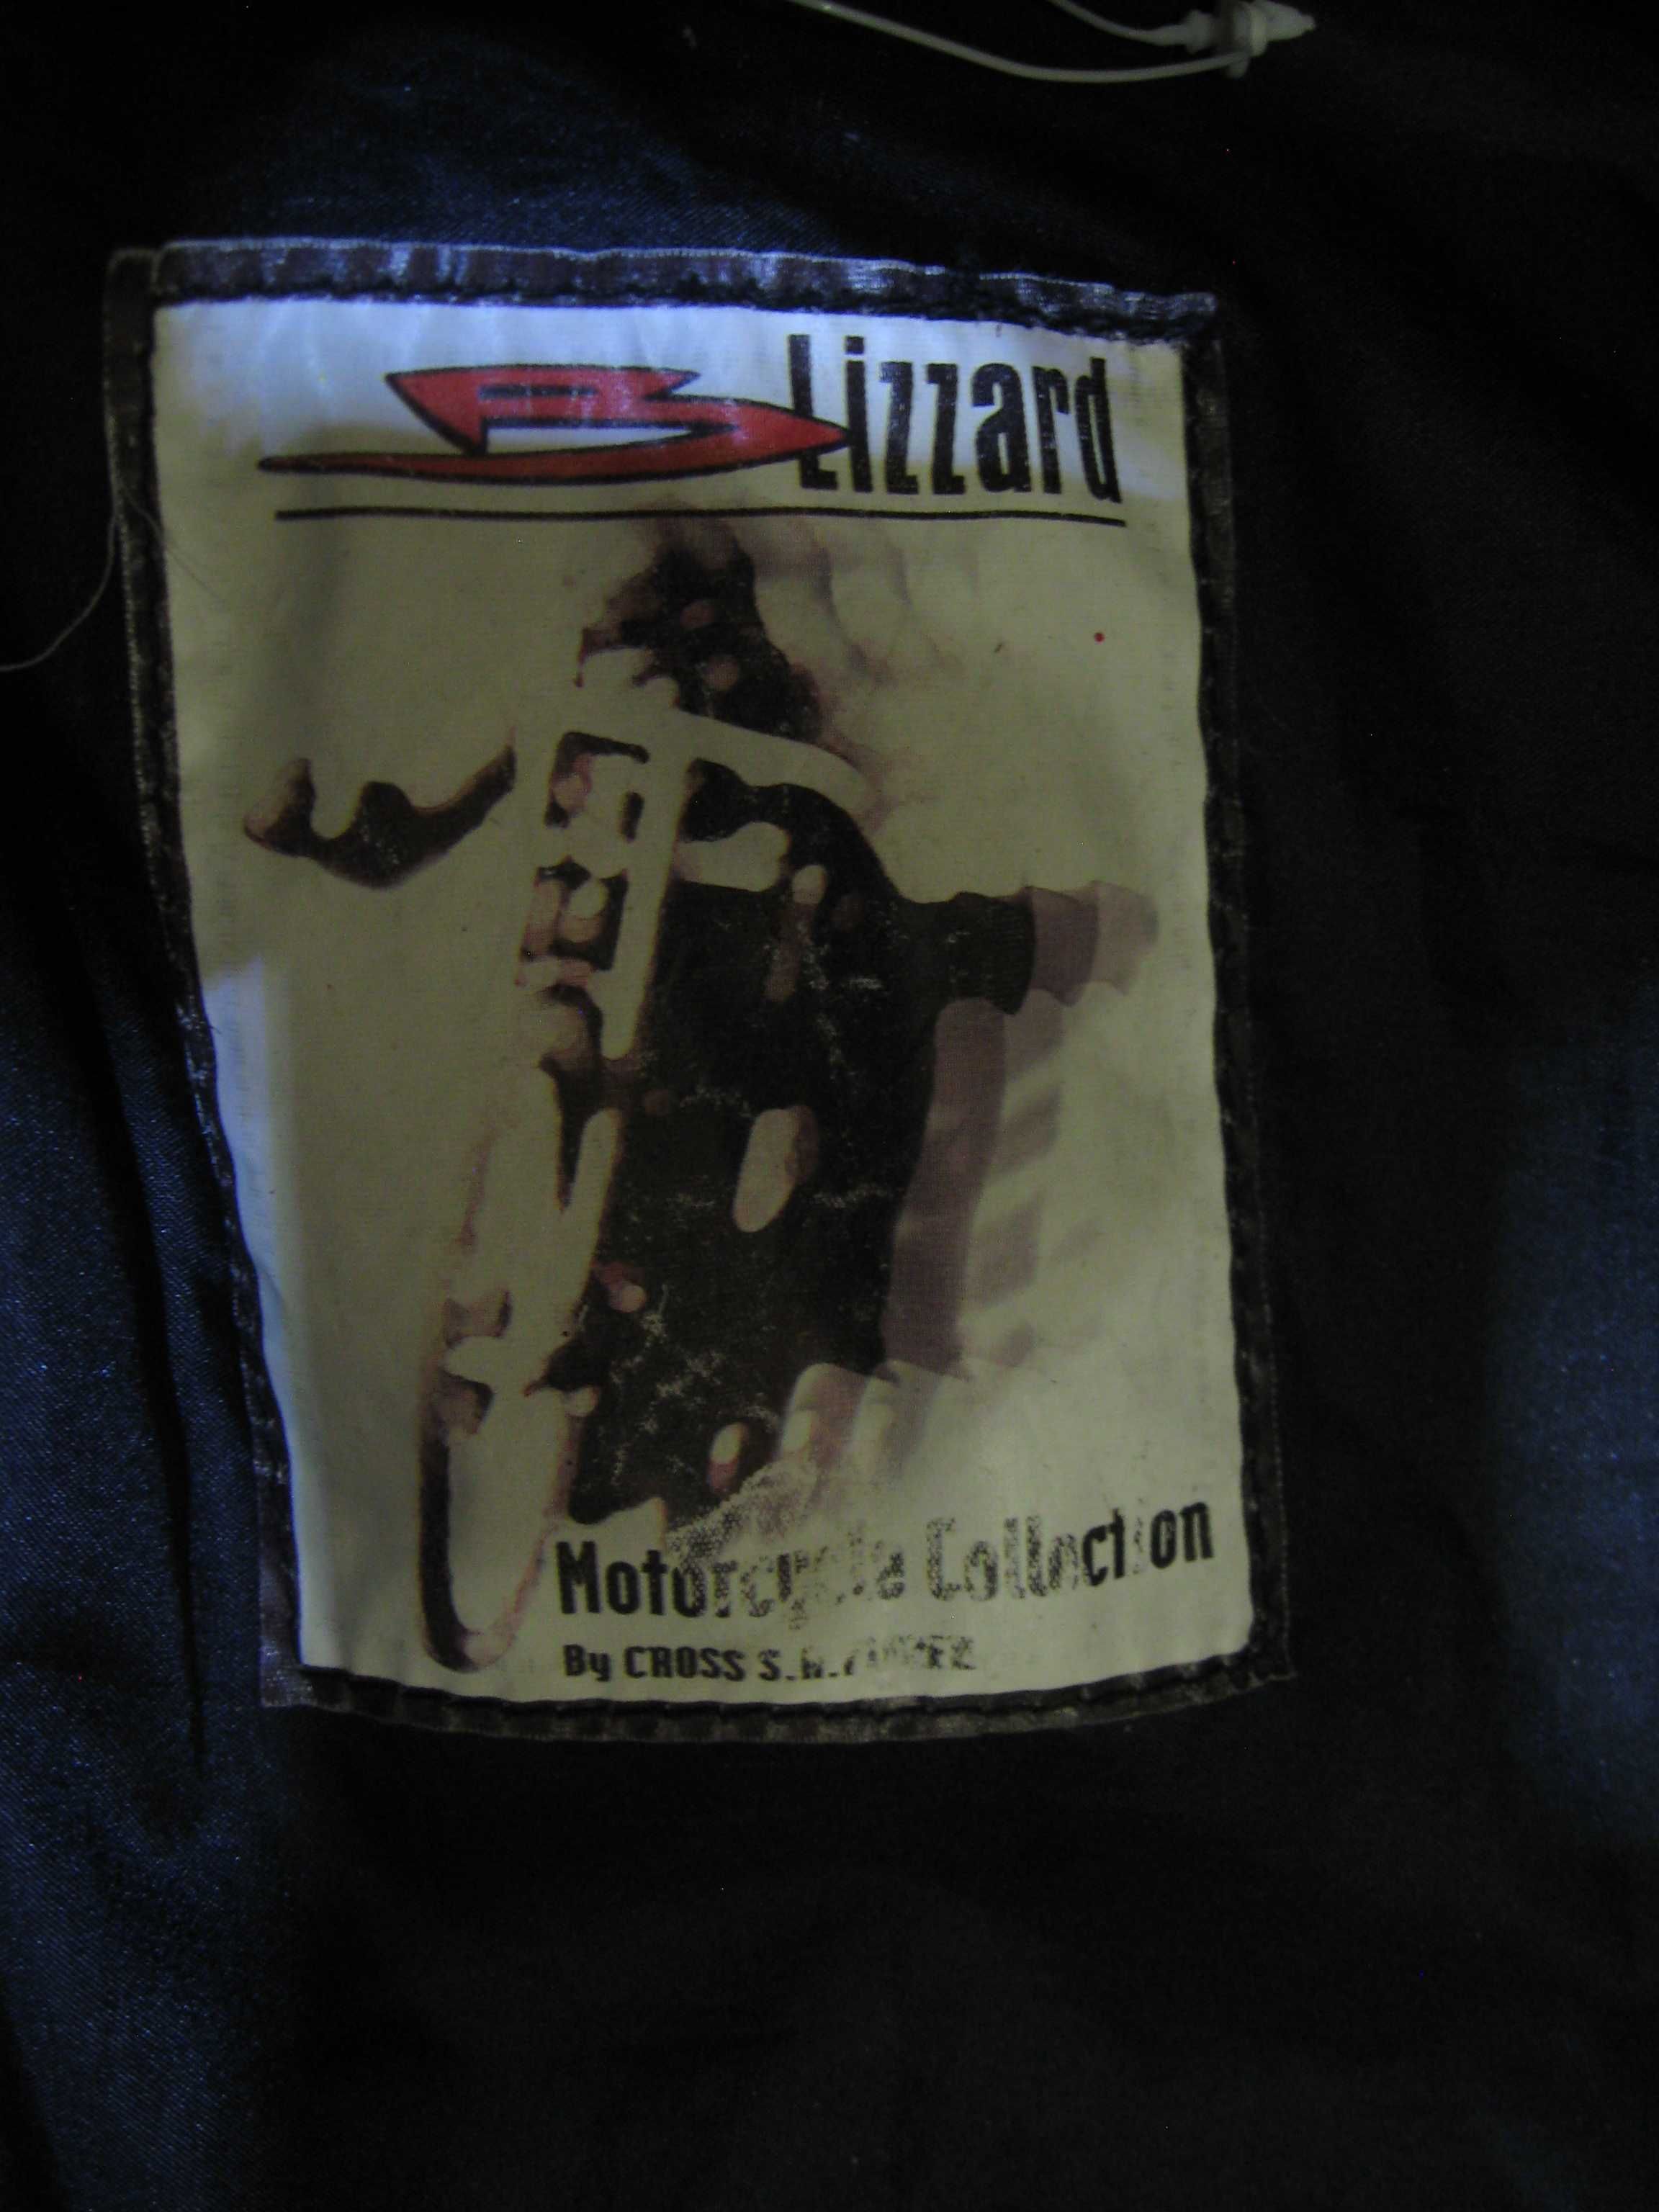 BLizzard
Motorcycle Collection
By CROSS S.A.